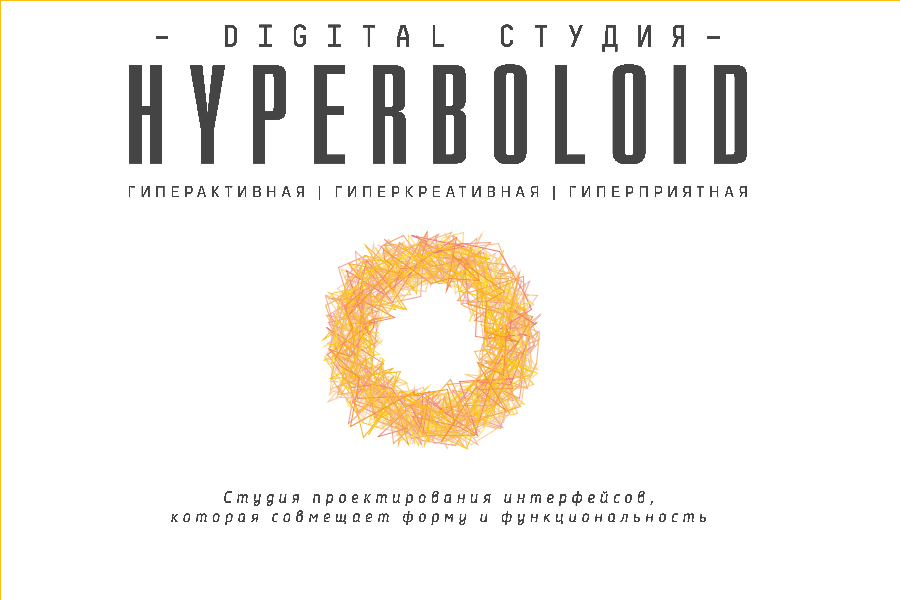 – DIGITAL СТУДИЯ –
HYPERBOLOID
ГИПЕРАКТИВНАЯ | ГИПЕРКРЕАТИВНАЯ | ГИПЕРПРИЯТНАЯ
Студия проектирования интерфейсов,
которая совмещает форму и функциональность